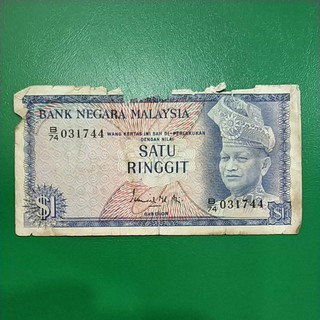 BANK NEGARA MALAYSIA
B/74 031744
WANG KERTAS INI SAH DI-PERLAKUKAN
DENGAN NILAI
SATU
RINGGIT
$1
GABENOR
B/74 031744
$1